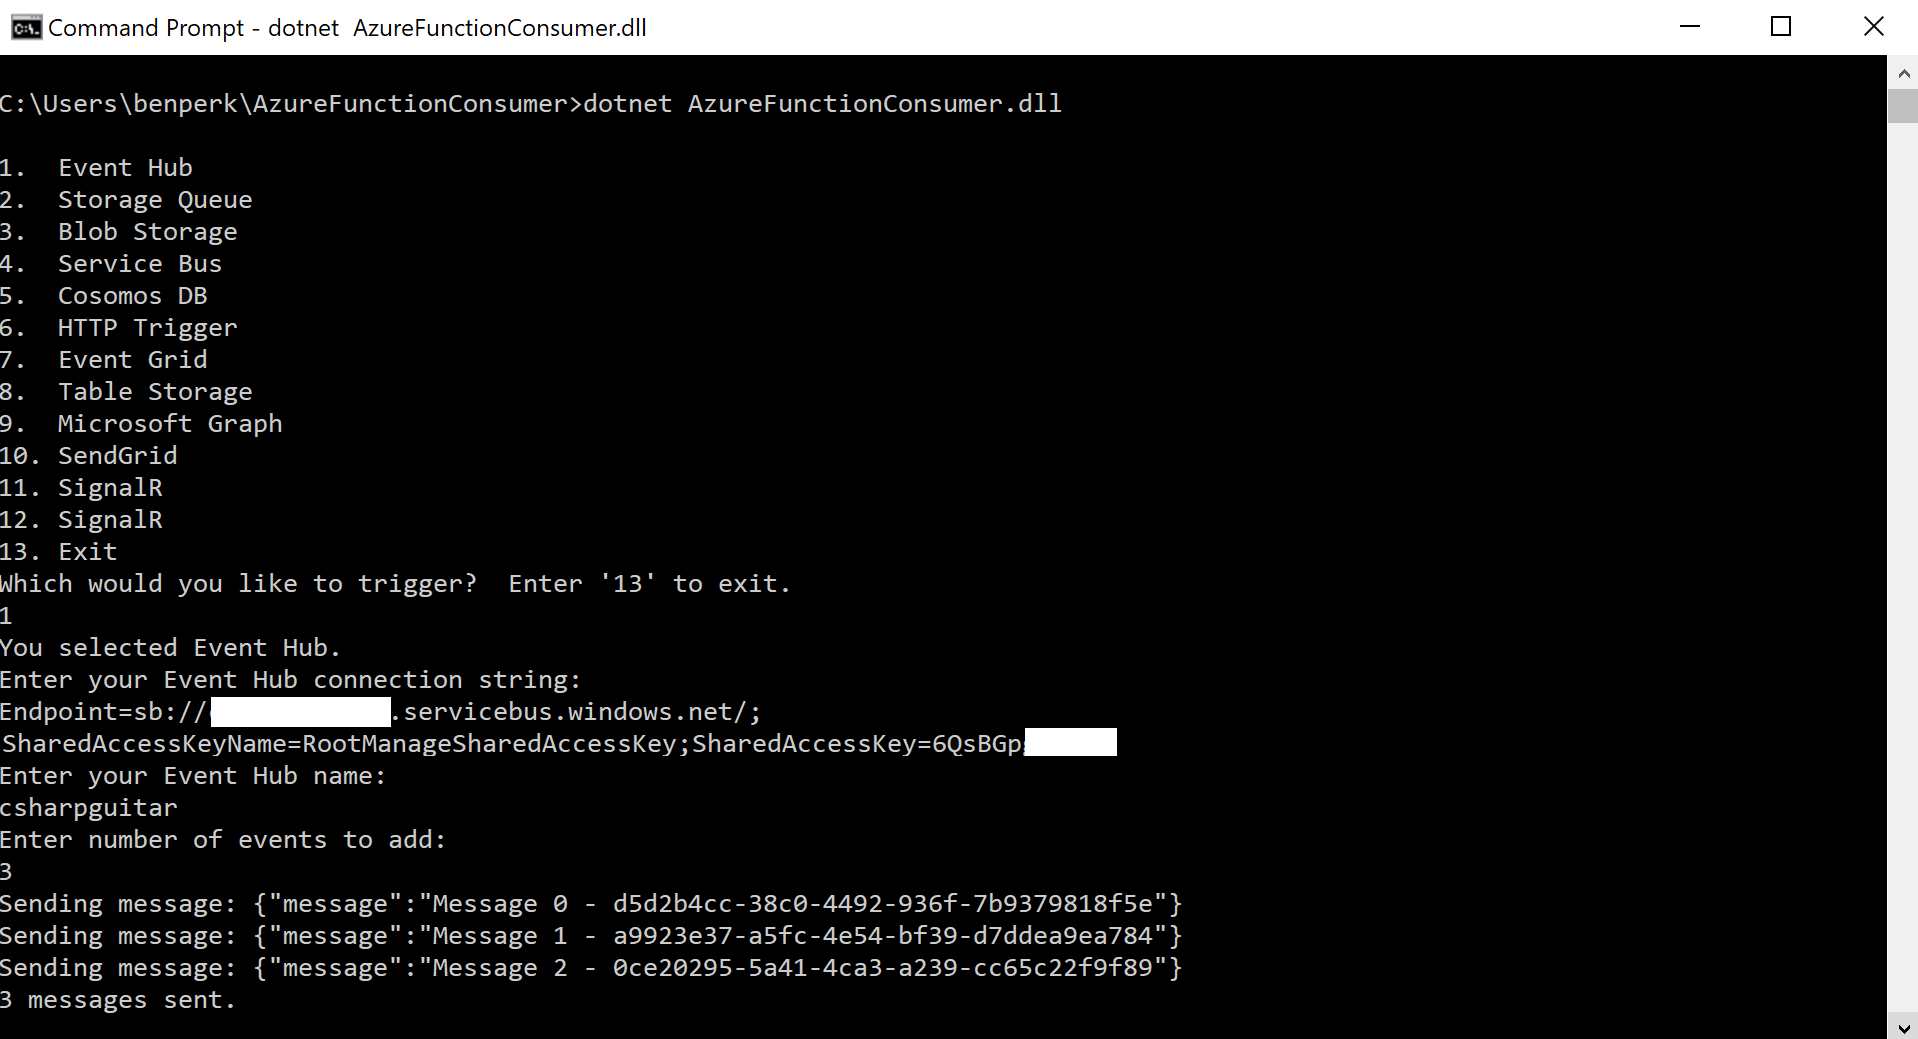 Command Prompt - dotnet  AzureFunctionConsumer.dll
C:\Users\benperk\AzureFunctionConsumer>dotnet AzureFunctionConsumer.dll
1.  Event Hub
2.  Storage Queue
3.  Blob Storage
4.  Service Bus
5.  Cosomos DB
6.  HTTP Trigger
7.  Event Grid
8.  Table Storage
9.  Microsoft Graph
10. SendGrid
11. SignalR
12. SignalR
13. Exit
Which would you like to trigger?  Enter '13' to exit.
1
You selected Event Hub.
Enter your Event Hub connection string:
Endpoint=sb:// .servicebus.windows.net/;
SharedAccessKeyName=RootManageSharedAccessKey;SharedAccessKey=6QsBGp
Enter your Event Hub name:
csharpguitar
Enter number of events to add:
3
Sending message: {"message":"Message 0 - d5d2b4cc-38c0-4492-936f-7b9379818f5e"}
Sending message: {"message":"Message 1 - a9923e37-a5fc-4e54-bf39-d7ddea9ea784"}
Sending message: {"message":"Message 2 - 0ce20295-5a41-4ca3-a239-cc65c22f9f89"}
3 messages sent.